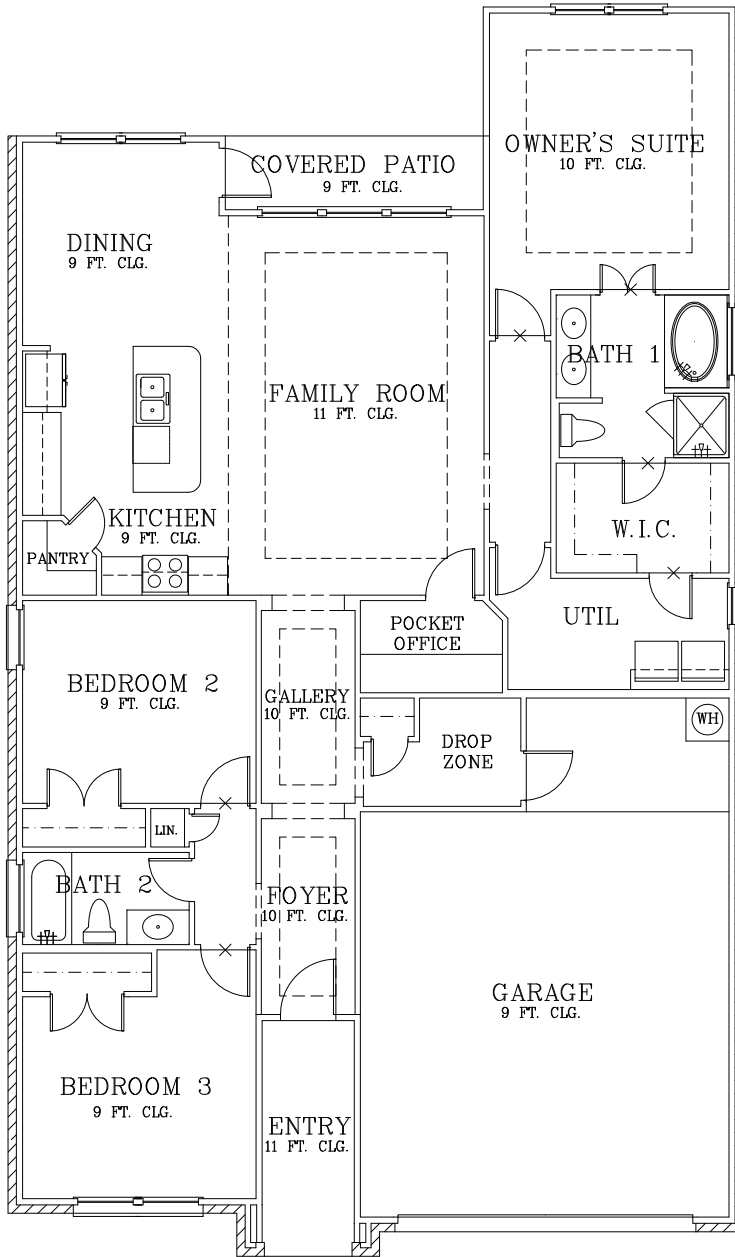 OWNER'S SUITE
10 FT. CLG.
COVERED PATIO
9 FT. CLG.
DINING
9 FT. CLG.
BATH 1
FAMILY ROOM
11 FT. CLG.
KITCHEN
9 FT. CLG.
W.I.C.
PANTRY
POCKET
OFFICE
UTIL
BEDROOM 2
9 FT. CLG.
GALLERY
10 FT. CLG.
WH
DROP
ZONE
LIN.
BATH 2
FOYER
10 FT. CLG.
GARAGE
9 FT. CLG.
BEDROOM 3
9 FT. CLG.
ENTRY
11 FT. CLG.